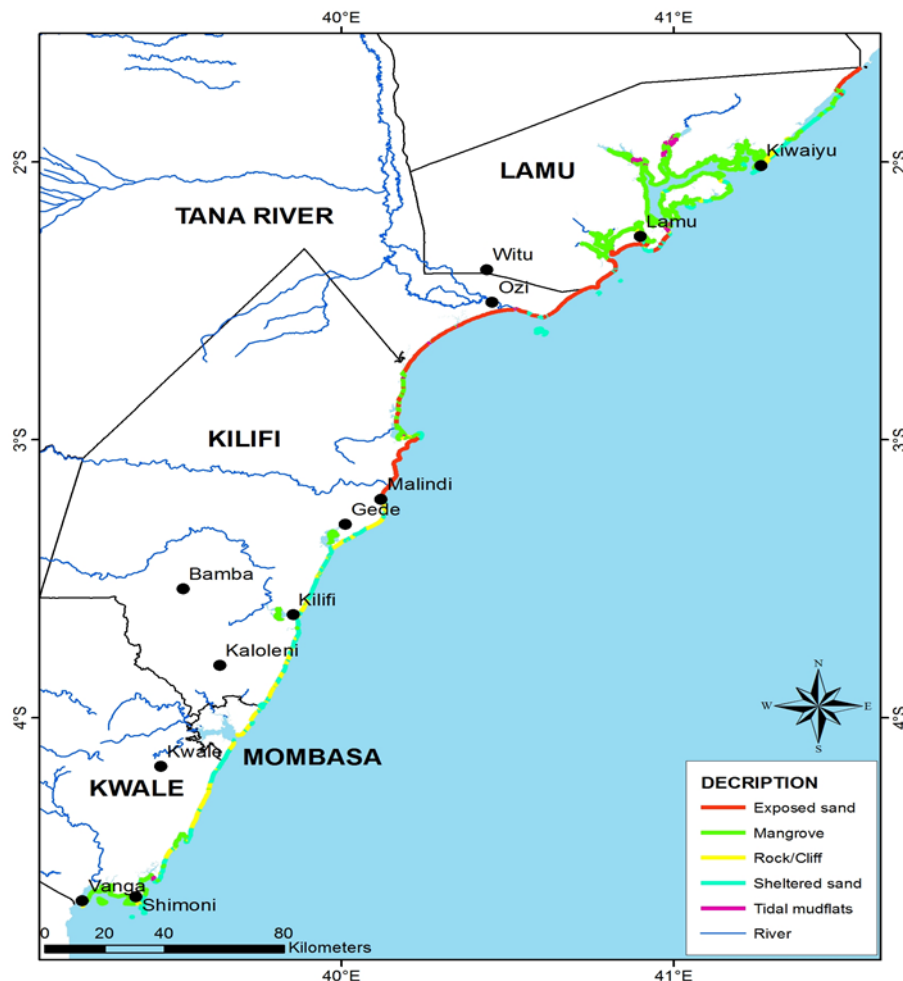 40°E 41°E
2°S 2°S
3°S 3°S
4°S 4°S
LAMU
Kiwaiyu
TANA RIVER
Lamu
Witu
Ozi
KILIFI
Malindi
Gede
Bamba
Kilifi
Kaloleni
N
W E
S
MOMBASA
Kwale
KWALE
Vanga
Shimoni
DECRIPTION
Exposed sand
Mangrove
Rock/Cliff
Sheltered sand
Tidal mudflats
River
0 20 40 80
Kilometers
40°E 41°E